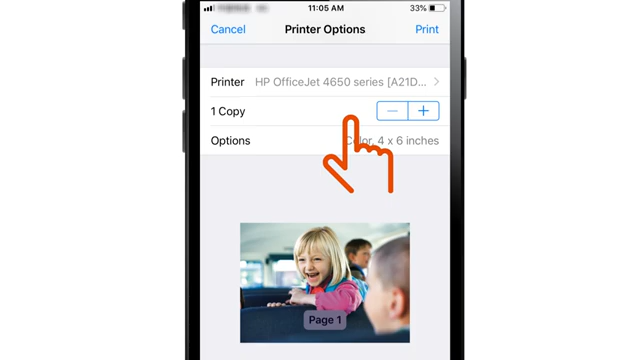 11:05 AM 33%
Cancel Printer Options Print
Printer HP OfficeJet 4650 series [A21D...
1 Copy
Options Color, 4 x 6 inches
Page 1